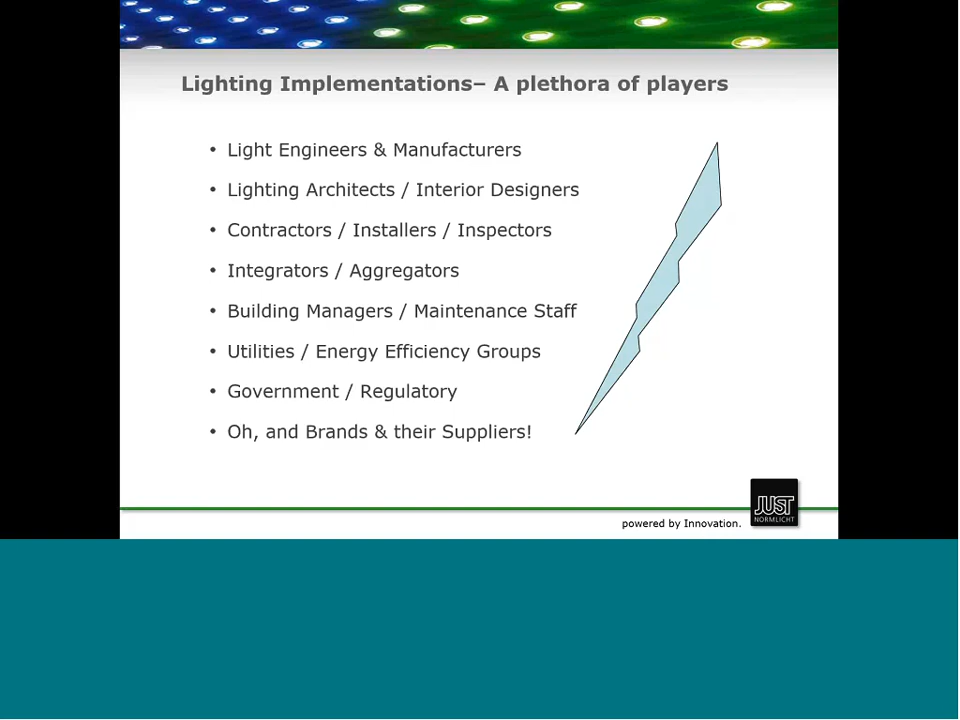 Lighting Implementations– A plethora of players
• Light Engineers & Manufacturers
• Lighting Architects / Interior Designers
• Contractors / Installers / Inspectors
• Integrators / Aggregators
• Building Managers / Maintenance Staff
• Utilities / Energy Efficiency Groups
• Government / Regulatory
• Oh, and Brands & their Suppliers!
powered by Innovation.
JUST
NORMLICHT